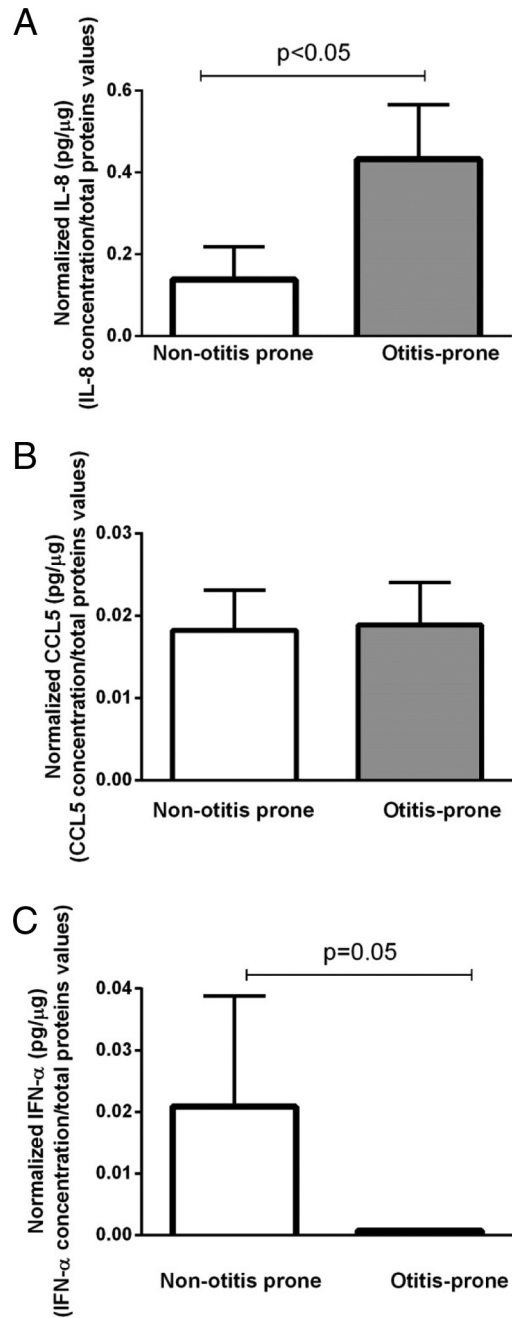 A
p<0.05
Normalized IL-8 (pg/μg)
(IL-8 concentration/total proteins values)
0.6
0.4
0.2
0.0
Non-otitis prone
Otitis-prone
B
Normalized CCL5 (pg/μg)
(CCL5 concentration/total proteins values)
0.03
0.02
0.01
0.00
Non-otitis prone
Otitis-prone
C
p=0.05
Normalized IFN-α (pg/μg)
(IFN-α concentration/total proteins values)
0.04
0.03
0.02
0.01
0.00
Non-otitis prone
Otitis-prone